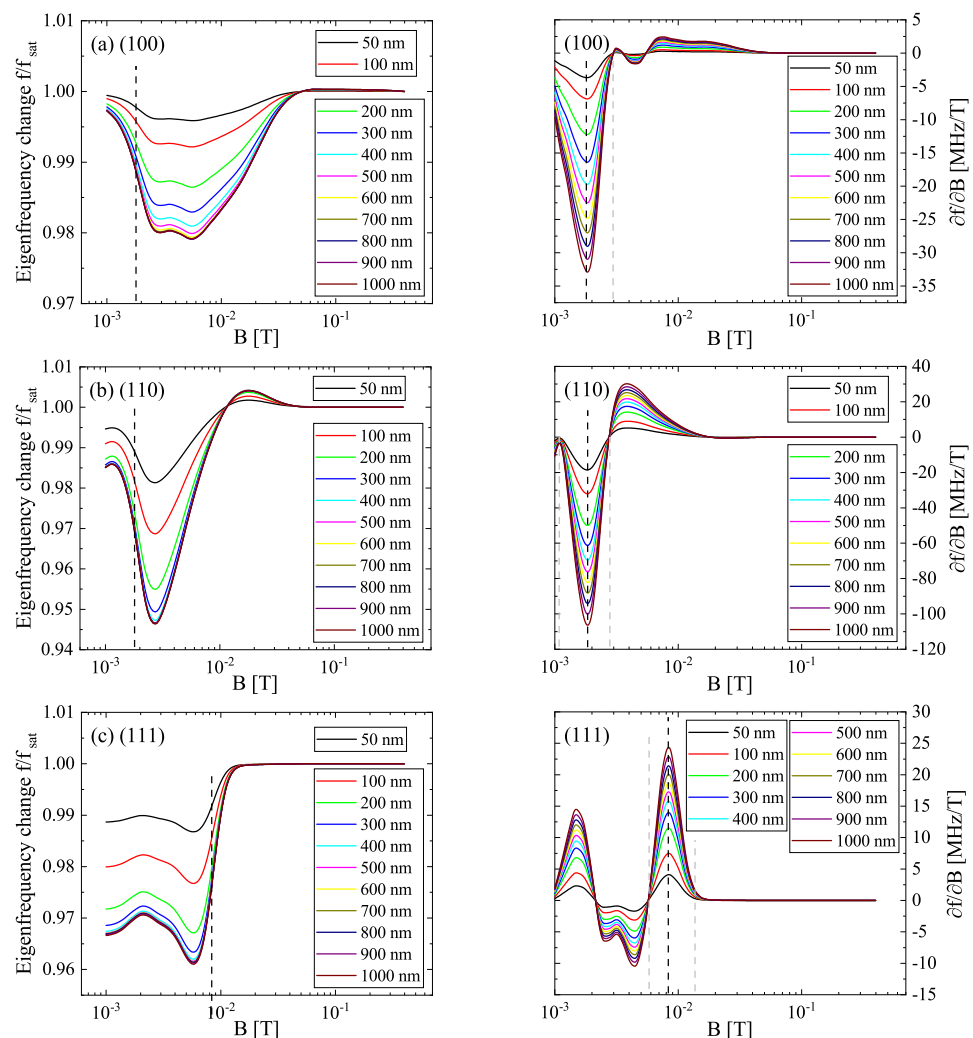 (a) (100)
Eigenfrequency change f/f_sat
1.01
1.00
0.99
0.98
0.97
50 nm
100 nm
200 nm
300 nm
400 nm
500 nm
600 nm
700 nm
800 nm
900 nm
1000 nm
10⁻³ 10⁻² 10⁻¹
B [T]
(100)
50 nm
100 nm
200 nm
300 nm
400 nm
500 nm
600 nm
700 nm
800 nm
900 nm
1000 nm
5
0
-5
-10
-15
-20
-25
-30
-35
∂f/∂B [MHz/T]
10⁻³ 10⁻² 10⁻¹
B [T]
(b) (110)
Eigenfrequency change f/f_sat
1.01
1.00
0.99
0.98
0.97
0.96
0.95
0.94
50 nm
100 nm
200 nm
300 nm
400 nm
500 nm
600 nm
700 nm
800 nm
900 nm
1000 nm
10⁻³ 10⁻² 10⁻¹
B [T]
(110)
50 nm
100 nm
200 nm
300 nm
400 nm
500 nm
600 nm
700 nm
800 nm
900 nm
1000 nm
40
20
0
-20
-40
-60
-80
-100
-120
∂f/∂B [MHz/T]
10⁻³ 10⁻² 10⁻¹
B [T]
(c) (111)
Eigenfrequency change f/f_sat
1.01
1.00
0.99
0.98
0.97
0.96
50 nm
100 nm
200 nm
300 nm
400 nm
500 nm
600 nm
700 nm
800 nm
900 nm
1000 nm
10⁻³ 10⁻² 10⁻¹
B [T]
(111)
50 nm
100 nm
200 nm
300 nm
400 nm
500 nm
600 nm
700 nm
800 nm
900 nm
1000 nm
30
25
20
15
10
5
0
-5
-10
-15
∂f/∂B [MHz/T]
10⁻³ 10⁻² 10⁻¹
B [T]